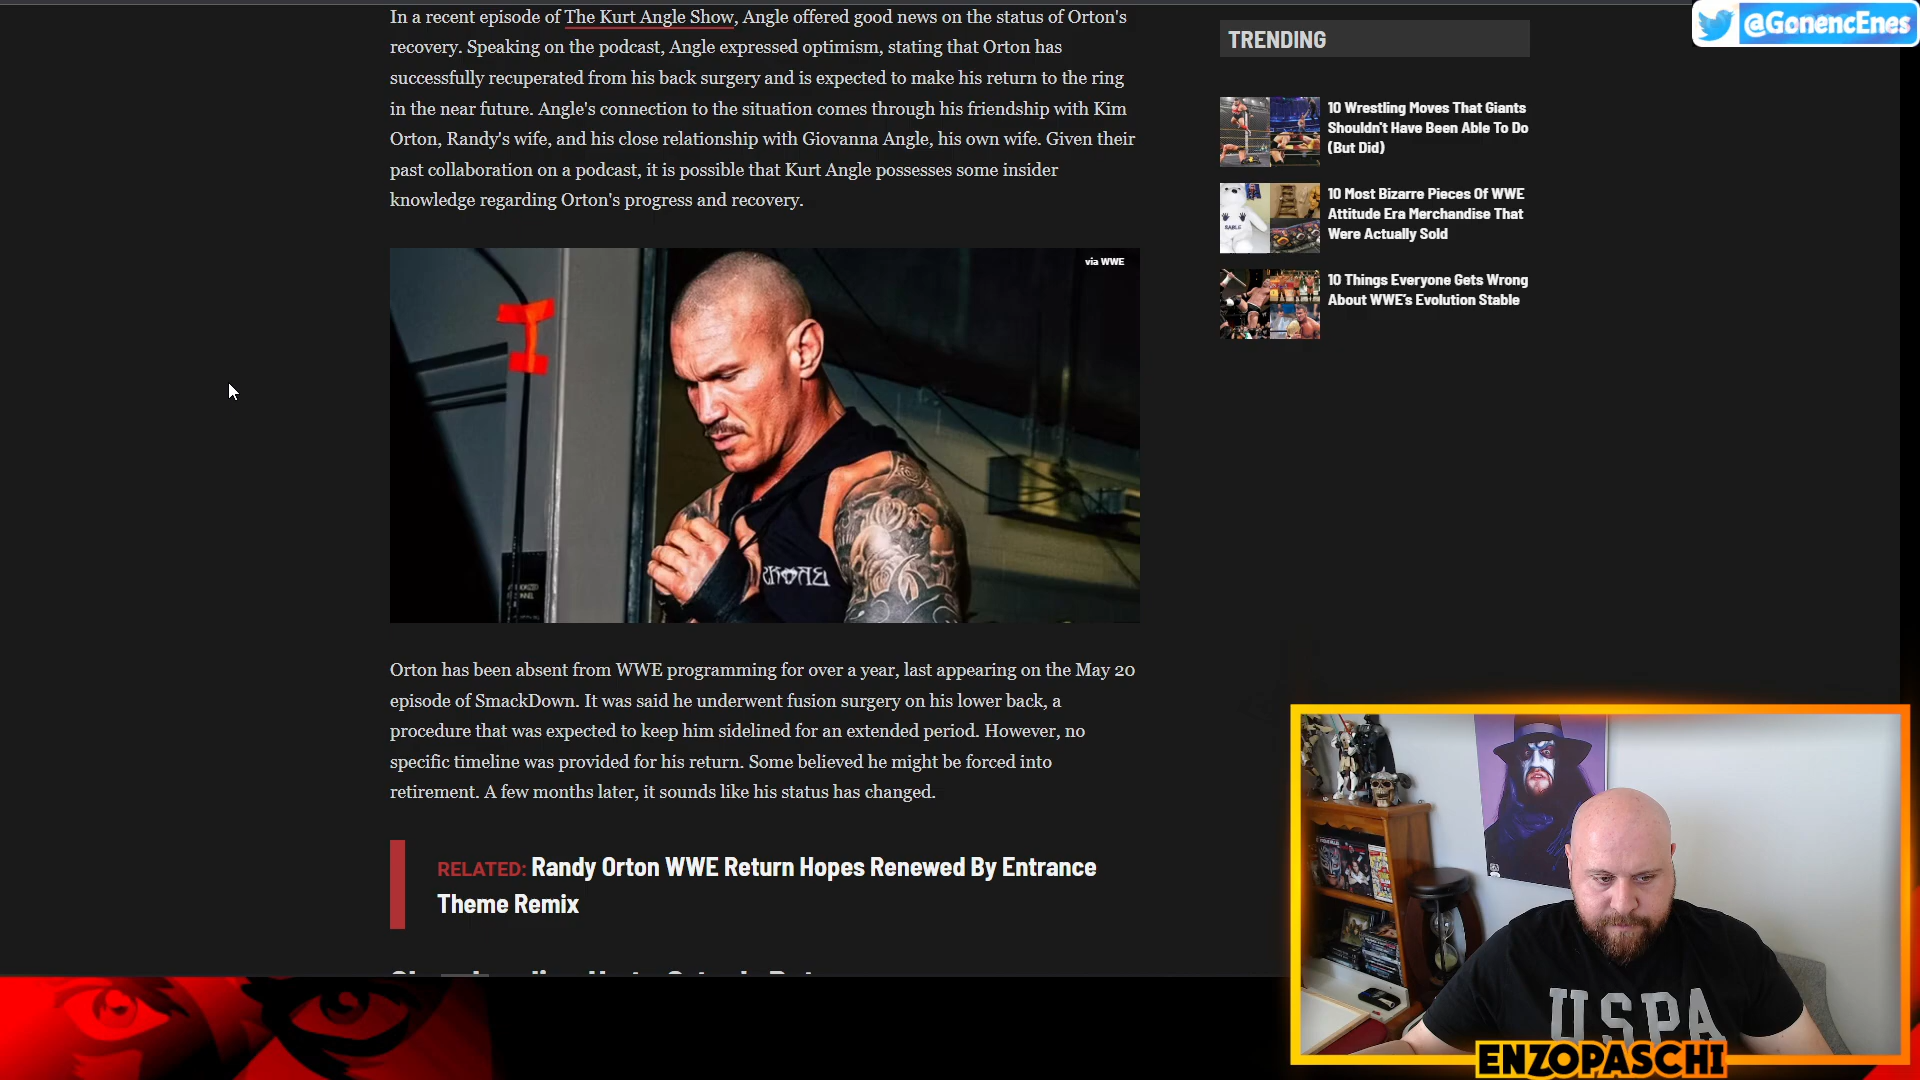 @GonencEnes
In a recent episode of The Kurt Angle Show, Angle offered good news on the status of Orton's
recovery. Speaking on the podcast, Angle expressed optimism, stating that Orton has
successfully recuperated from his back surgery and is expected to make his return to the ring
in the near future. Angle's connection to the situation comes through his friendship with Kim
Orton, Randy's wife, and his close relationship with Giovanna Angle, his own wife. Given their
past collaboration on a podcast, it is possible that Kurt Angle possesses some insider
knowledge regarding Orton's progress and recovery.
via WWE
Orton has been absent from WWE programming for over a year, last appearing on the May 20
episode of SmackDown. It was said he underwent fusion surgery on his lower back, a
procedure that was expected to keep him sidelined for an extended period. However, no
specific timeline was provided for his return. Some believed he might be forced into
retirement. A few months later, it sounds like his status has changed.
RELATED: Randy Orton WWE Return Hopes Renewed By Entrance
Theme Remix
TRENDING
10 Wrestling Moves That Giants
Shouldn't Have Been Able To Do
(But Did)
10 Most Bizarre Pieces Of WWE
Attitude Era Merchandise That
Were Actually Sold
SABLE
10 Things Everyone Gets Wrong
About WWE's Evolution Stable
USPA
ENZOPASCHI